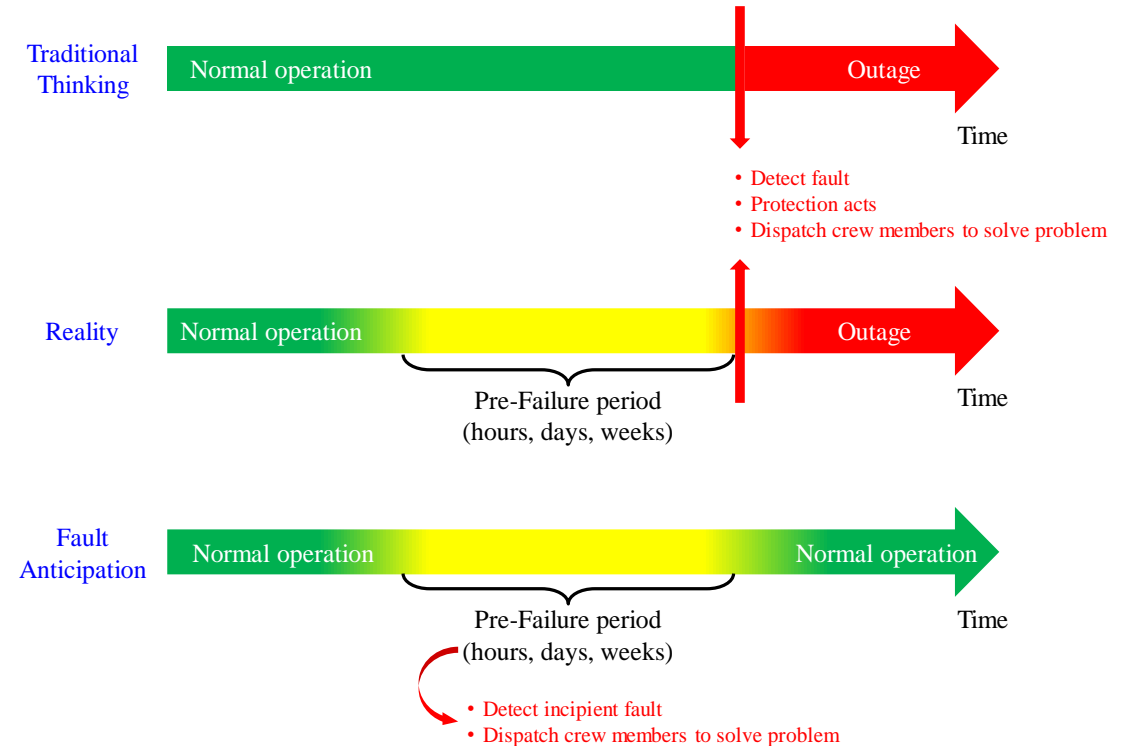 Traditional
Thinking
Normal operation
Outage
Time
• Detect fault
• Protection acts
• Dispatch crew members to solve problem
Reality
Normal operation
Outage
Pre-Failure period
(hours, days, weeks)
Time
Fault
Anticipation
Normal operation
Normal operation
Pre-Failure period
(hours, days, weeks)
Time
• Detect incipient fault
• Dispatch crew members to solve problem